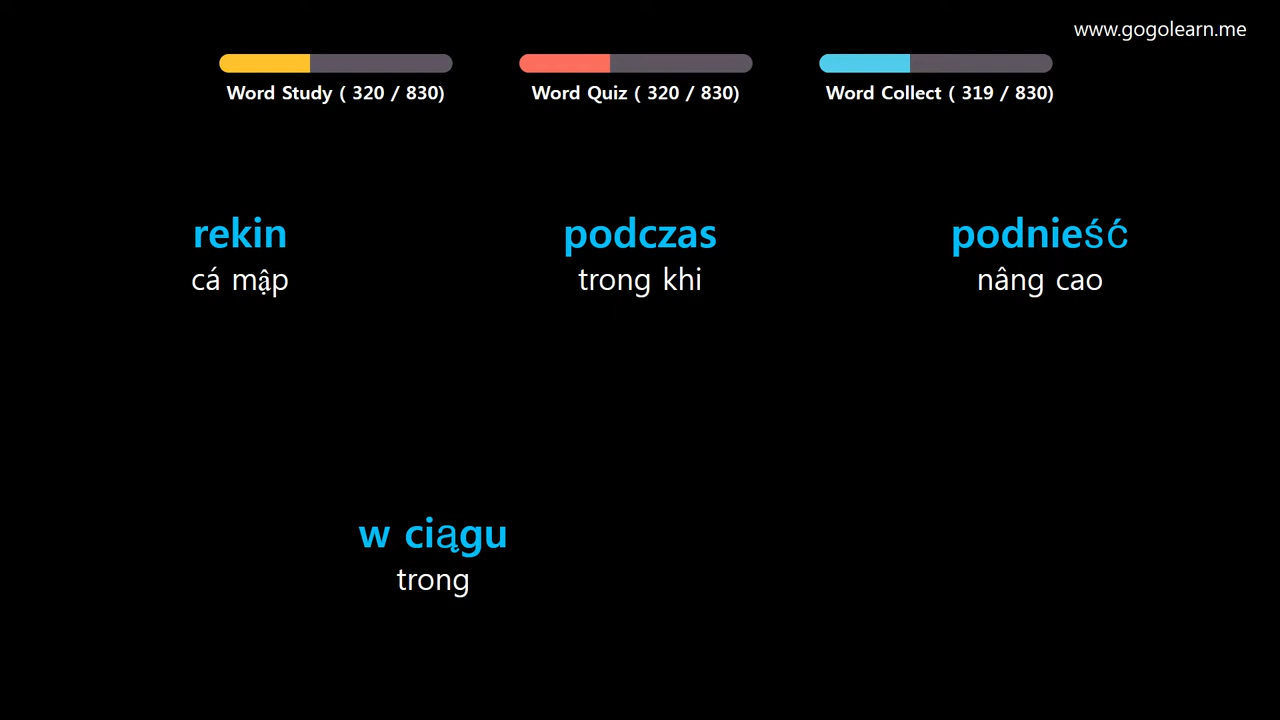 www.gogolearn.me
Word Study ( 320 / 830)
Word Quiz ( 320 / 830)
Word Collect ( 319 / 830)
rekin
cá mập
podczas
trong khi
podnieść
nâng cao
w ciągu
trong